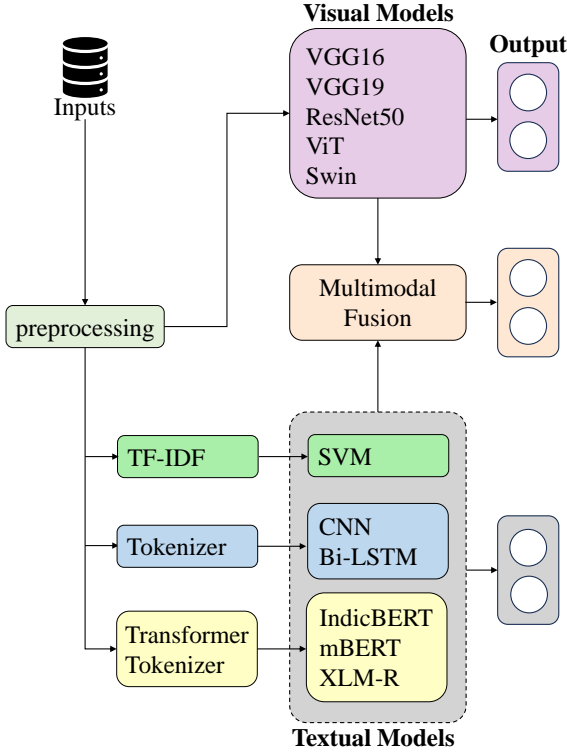 Visual Models
Output
Inputs
VGG16
VGG19
ResNet50
ViT
Swin
preprocessing
Multimodal
Fusion
TF-IDF
SVM
Tokenizer
CNN
Bi-LSTM
Transformer
Tokenizer
IndicBERT
mBERT
XLM-R
Textual Models